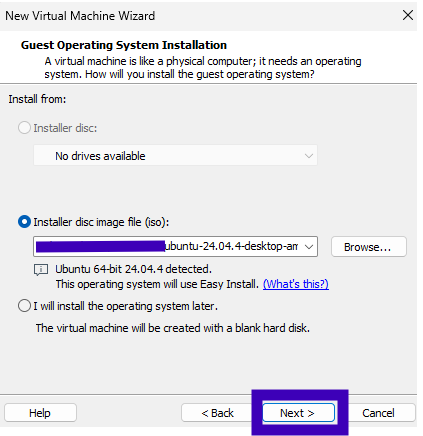 New Virtual Machine Wizard
Guest Operating System Installation
A virtual machine is like a physical computer; it needs an operating
system. How will you install the guest operating system?
Install from:
Installer disc:
No drives available
Installer disc image file (iso):
ubuntu-24.04.4-desktop-am
Browse...
Ubuntu 64-bit 24.04.4 detected.
This operating system will use Easy Install. (What's this?)
I will install the operating system later.
The virtual machine will be created with a blank hard disk.
Help
< Back
Next >
Cancel